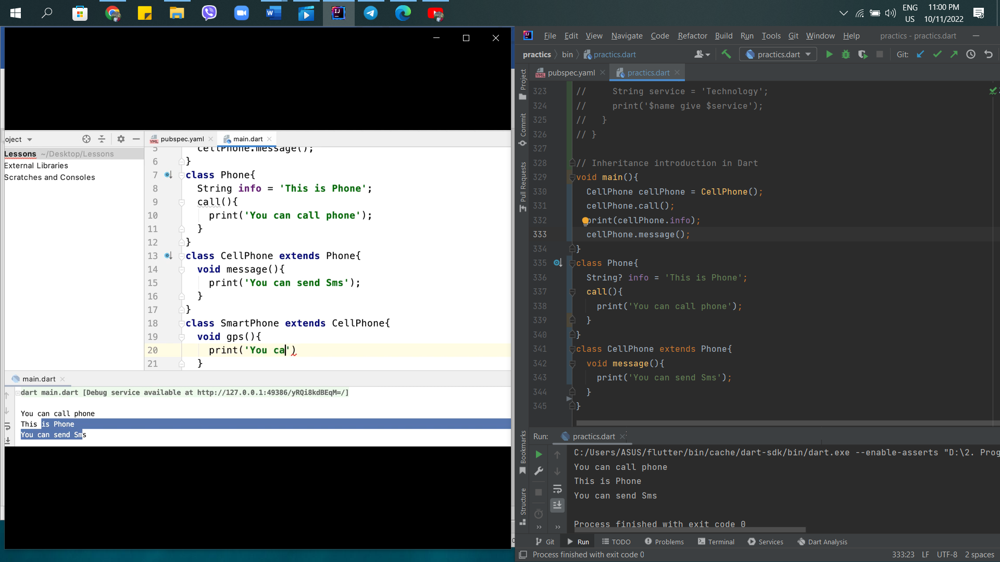 ENG
US
11:00 PM
10/11/2022
oject
pubspec.yaml
main.dart
Lessons ~/Desktop/Lessons
External Libraries
Scratches and Consoles
5 cellPhone.message();
6 }
7 class Phone{
8 String info = 'This is Phone';
9 call(){
10 print('You can call phone');
11 }
12 }
13 class CellPhone extends Phone{
14 void message(){
15 print('You can send Sms');
16 }
17 }
18 class SmartPhone extends CellPhone{
19 void gps(){
20 print('You ca')
21 }
main.dart
dart main.dart [Debug service available at http://127.0.0.1:49386/yRQi8kdBEqM=/]
You can call phone
This is Phone
You can send Sms
File Edit View Navigate Code Refactor Build Run Tools Git Window Help practics - practics.dart
practics bin practics.dart
practics.dart
Git:
pubspec.yaml
practics.dart
Project
Commit
Pull Requests
Bookmarks
Structure
323 // String service = 'Technology';
324 // print('$name give $service');
325 // }
326 // }
327
328 // Inheritance introduction in Dart
329 void main(){
330 CellPhone cellPhone = CellPhone();
331 cellPhone.call();
332 print(cellPhone.info);
333 cellPhone.message();
334 }
335 class Phone{
336 String? info = 'This is Phone';
337 call(){
338 print('You can call phone');
339 }
340 }
341 class CellPhone extends Phone{
342 void message(){
343 print('You can send Sms');
344 }
345 }
Run: practics.dart
C:/Users/ASUS/flutter/bin/cache/dart-sdk/bin/dart.exe --enable-asserts "D:\2. Prog
You can call phone
This is Phone
You can send Sms
Process finished with exit code 0
Git Run TODO Problems Terminal Services Dart Analysis
Process finished with exit code 0
333:23 LF UTF-8 2 spaces